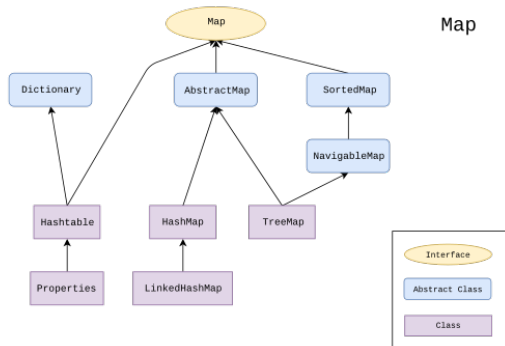 Map
Map
Dictionary
AbstractMap
SortedMap
NavigableMap
Hashtable
HashMap
TreeMap
Properties
LinkedHashMap
Interface
Abstract Class
Class